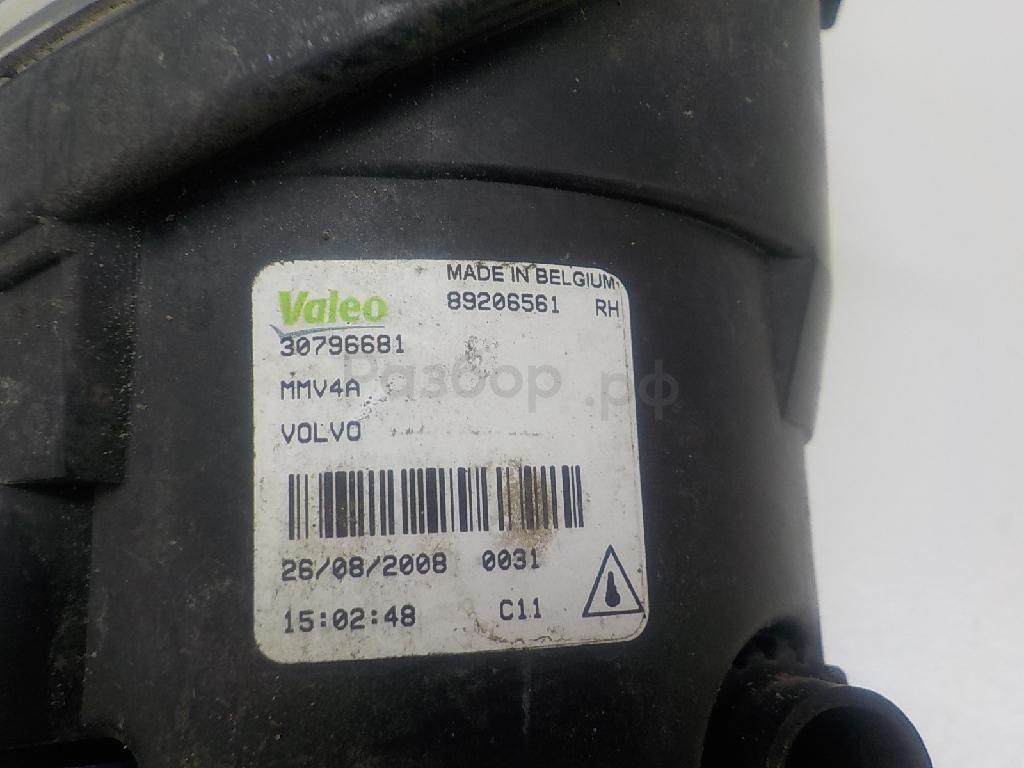 MADE IN BELGIUM
Valeo 89206561 RH
30796681
Разбор.рф
MMV4A
VOLVO
26/08/2008 0031
15:02:48 C11